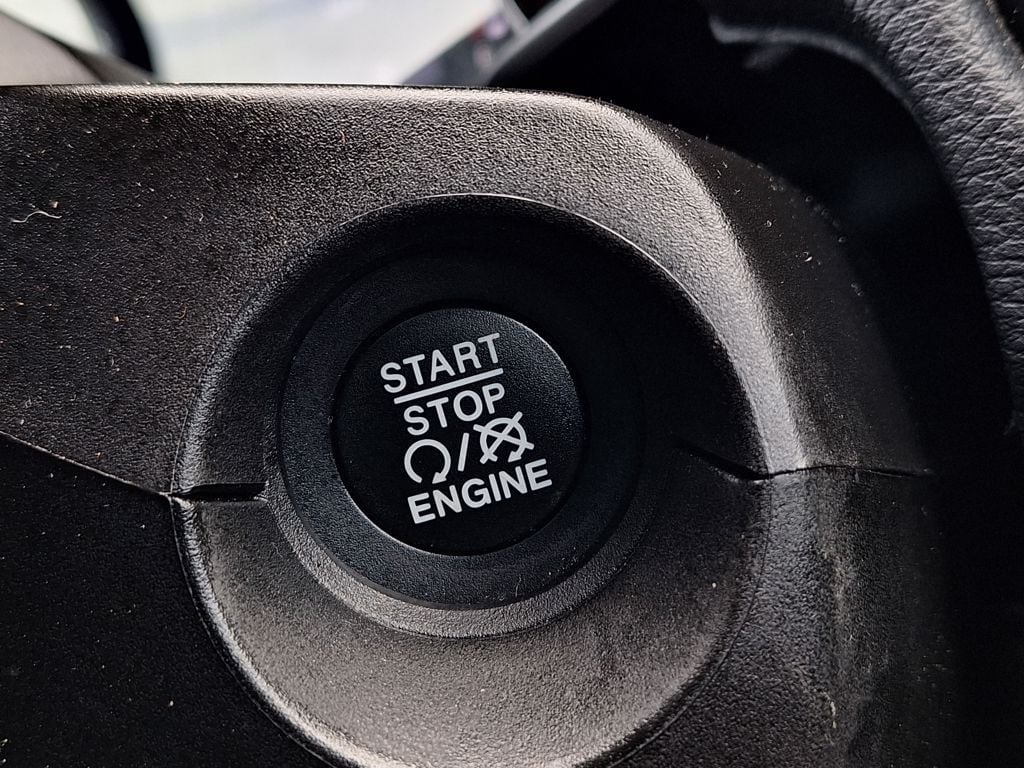 START
STOP
/
ENGINE